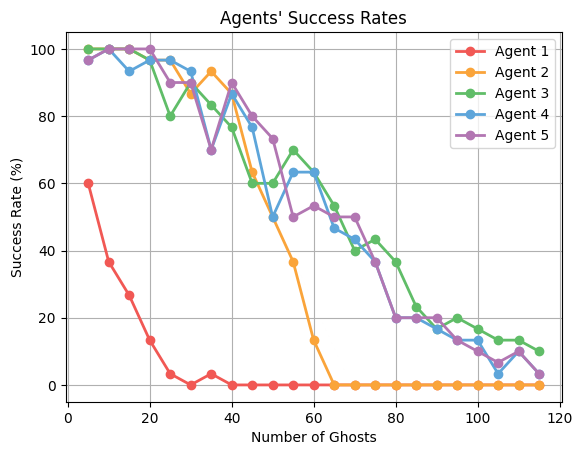 Agents' Success Rates
Success Rate (%)
100
80
60
40
20
0
0 20 40 60 80 100 120
Number of Ghosts
Agent 1
Agent 2
Agent 3
Agent 4
Agent 5